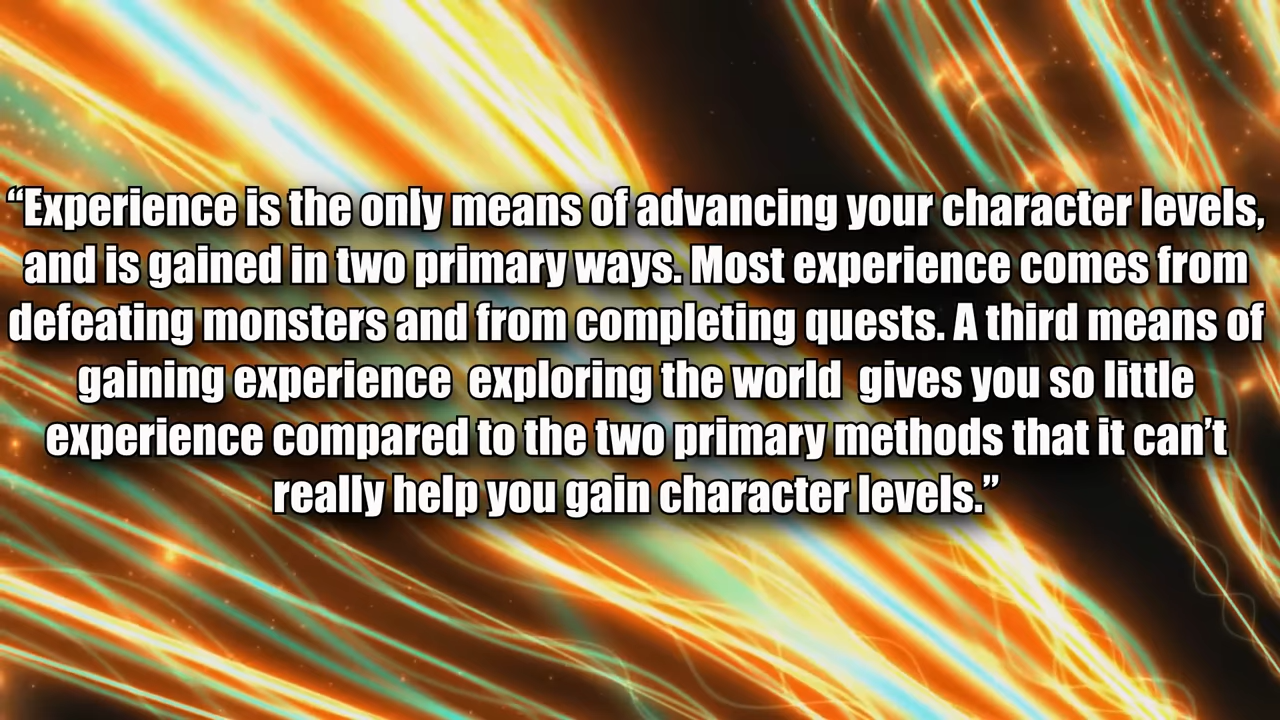 “Experience is the only means of advancing your character levels,
and is gained in two primary ways. Most experience comes from
defeating monsters and from completing quests. A third means of
gaining experience  exploring the world  gives you so little
experience compared to the two primary methods that it can’t
really help you gain character levels.”